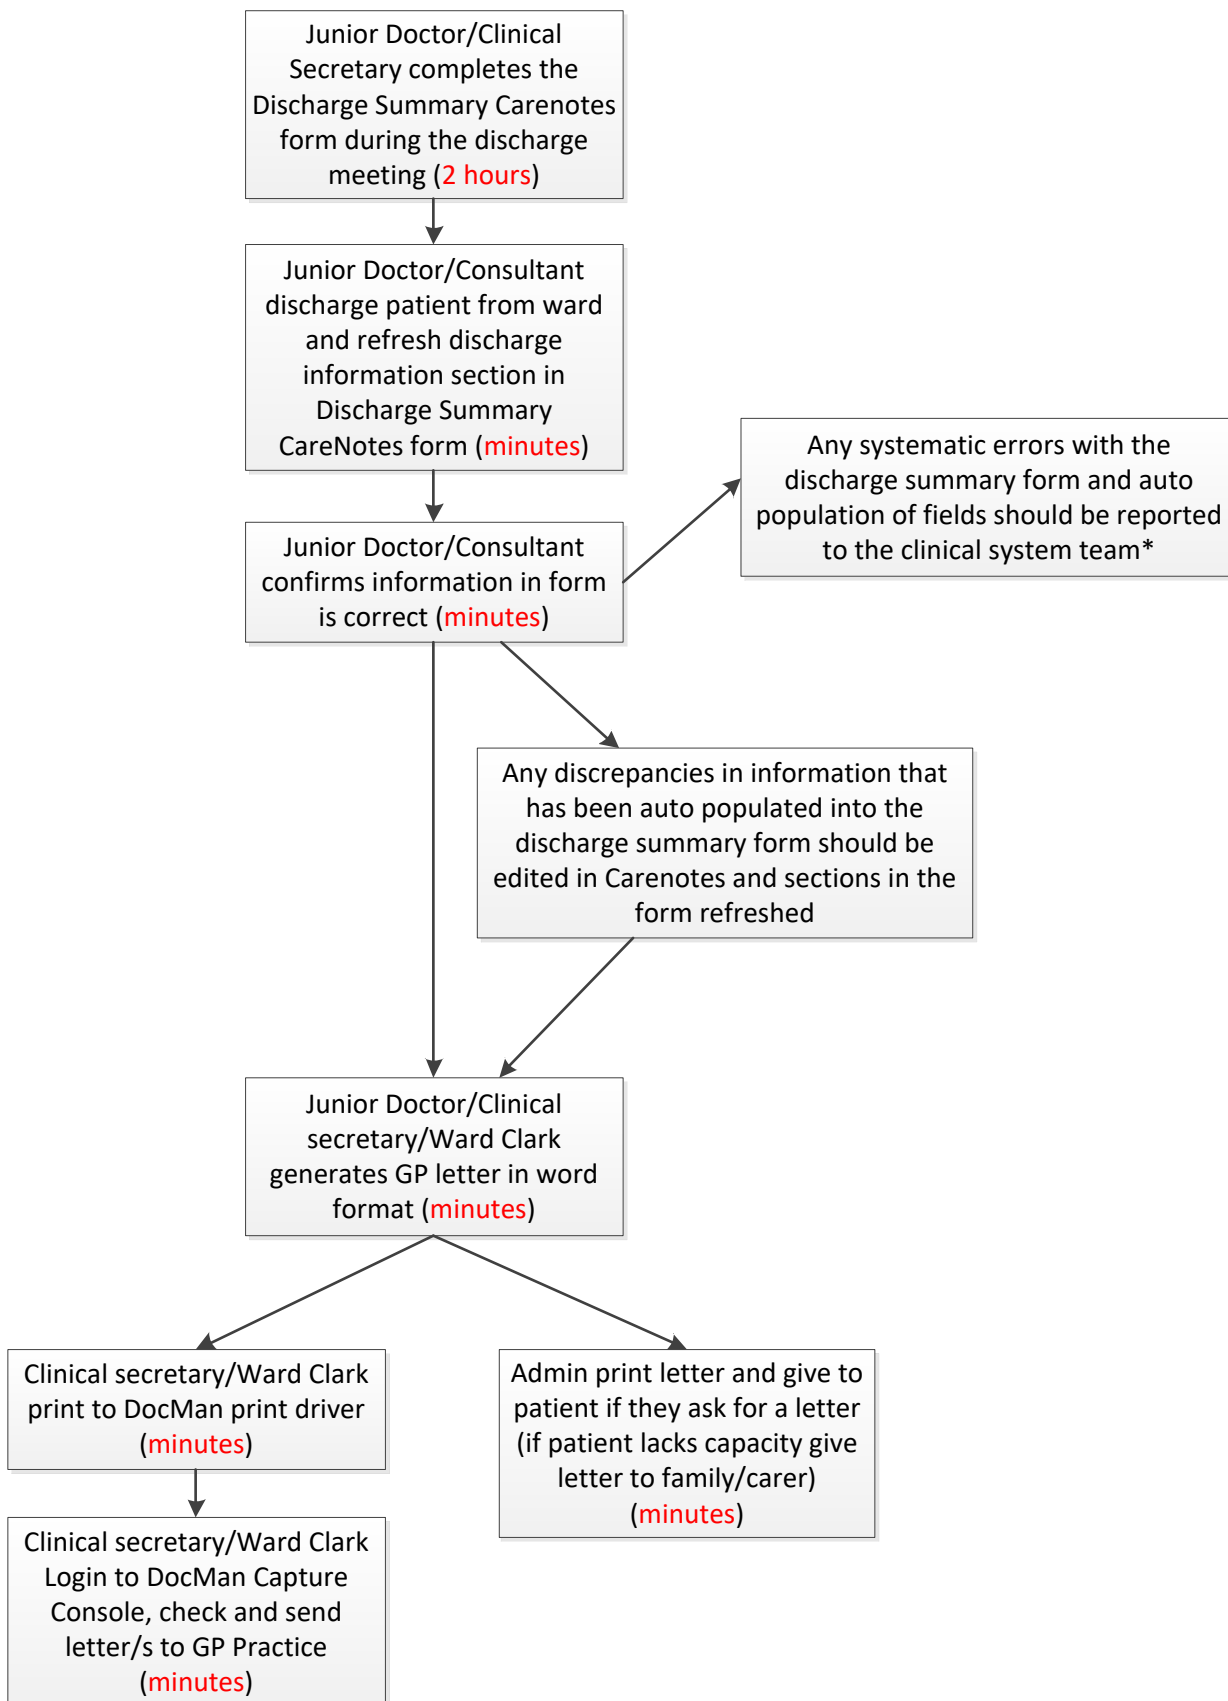 Junior Doctor/Clinical
Secretary completes the
Discharge Summary Carenotes
form during the discharge
meeting (2 hours)
Junior Doctor/Consultant
discharge patient from ward
and refresh discharge
information section in
Discharge Summary
CareNotes form (minutes)
Any systematic errors with the
discharge summary form and auto
population of fields should be reported
to the clinical system team*
Junior Doctor/Consultant
confirms information in form
is correct (minutes)
Any discrepancies in information that
has been auto populated into the
discharge summary form should be
edited in Carenotes and sections in the
form refreshed
Junior Doctor/Clinical
secretary/Ward Clark
generates GP letter in word
format (minutes)
Clinical secretary/Ward Clark
print to DocMan print driver
(minutes)
Admin print letter and give to
patient if they ask for a letter
(if patient lacks capacity give
letter to family/carer)
(minutes)
Clinical secretary/Ward Clark
Login to DocMan Capture
Console, check and send
letter/s to GP Practice
(minutes)